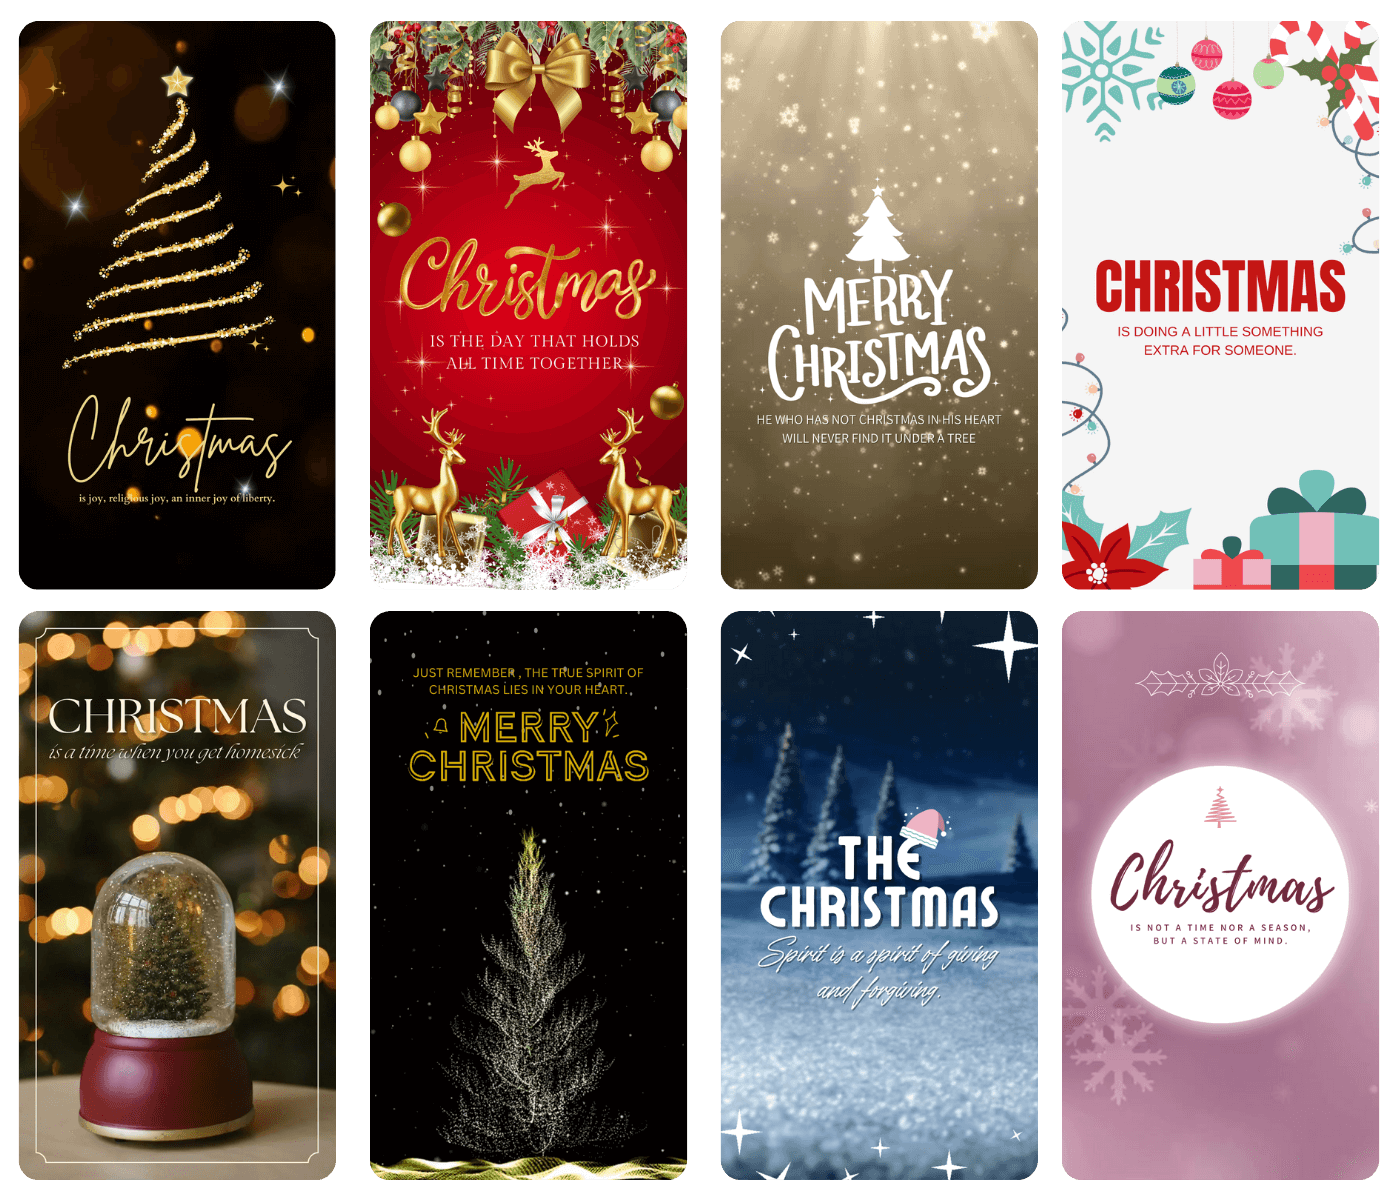 Christmas
is joy, religious joy, an inner joy of liberty.
Christmas
IS THE DAY THAT HOLDS
ALL TIME TOGETHER
MERRY
CHRISTMAS
HE WHO HAS NOT CHRISTMAS IN HIS HEART
WILL NEVER FIND IT UNDER A TREE
CHRISTMAS
IS DOING A LITTLE SOMETHING
EXTRA FOR SOMEONE.
CHRISTMAS
is a time when you get homesick
JUST REMEMBER , THE TRUE SPIRIT OF
CHRISTMAS LIES IN YOUR HEART.
MERRY
CHRISTMAS
THE
CHRISTMAS
Spirit is a spirit of giving
and forgiving.
Christmas
IS NOT A TIME NOR A SEASON,
BUT A STATE OF MIND.